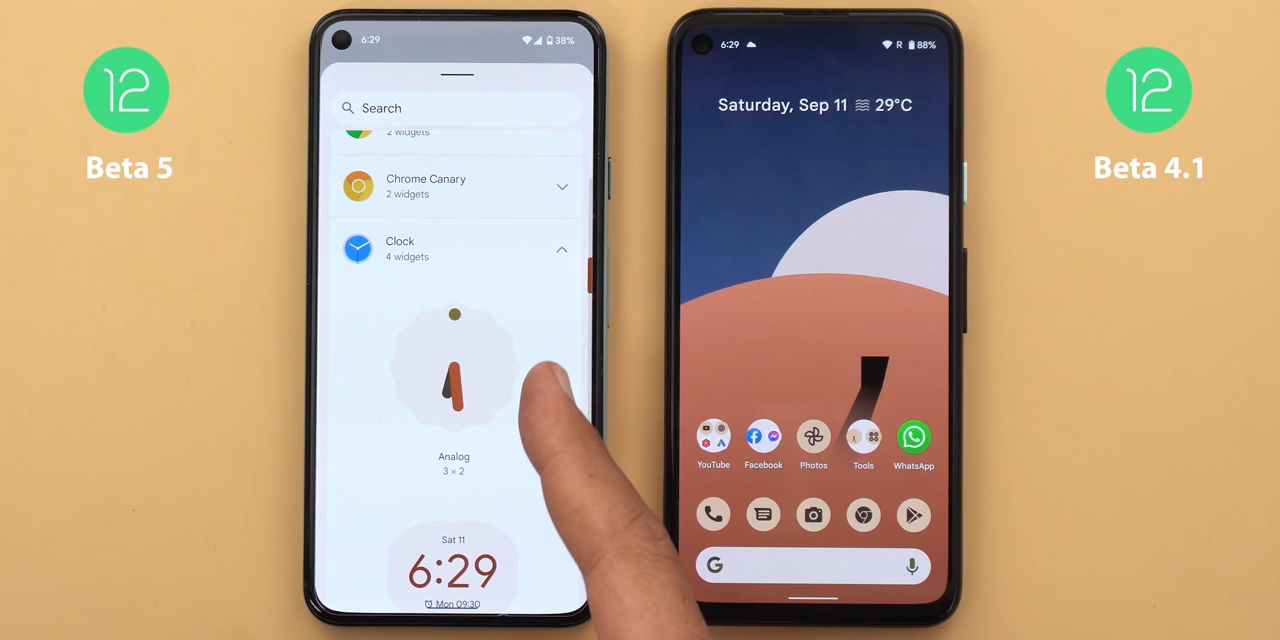 12
Beta 5
6:29
38%
Search
2 widgets
Chrome Canary
2 widgets
Clock
4 widgets
Analog
3 × 2
Sat 11
6:29
Mon 09:30
6:29
R
88%
Saturday, Sep 11
29°C
YouTube
Facebook
Photos
Tools
WhatsApp
G
12
Beta 4.1